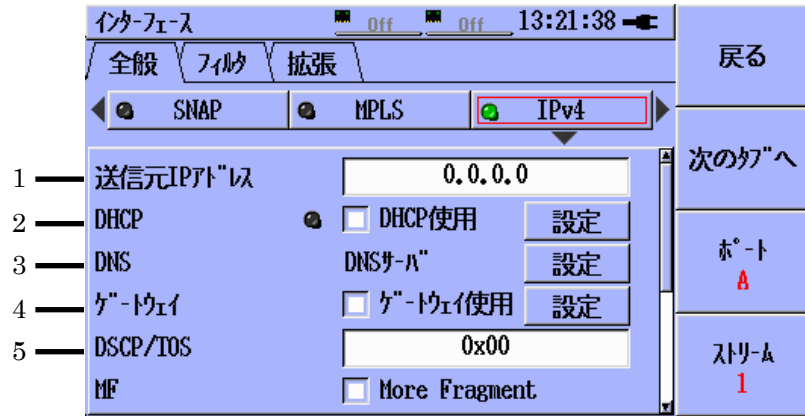 インターフェース Off Off 13:21:38
全般 フィルタ 拡張
SNAP MPLS IPv4
1 送信元IPアドレス 0.0.0.0
2 DHCP DHCP使用 設定
3 DNS DNSサーバ 設定
4 ゲートウェイ ゲートウェイ使用 設定
5 DSCP/TOS 0x00
MF More Fragment
戻る
次のタブへ
ポート
A
ストリーム
1